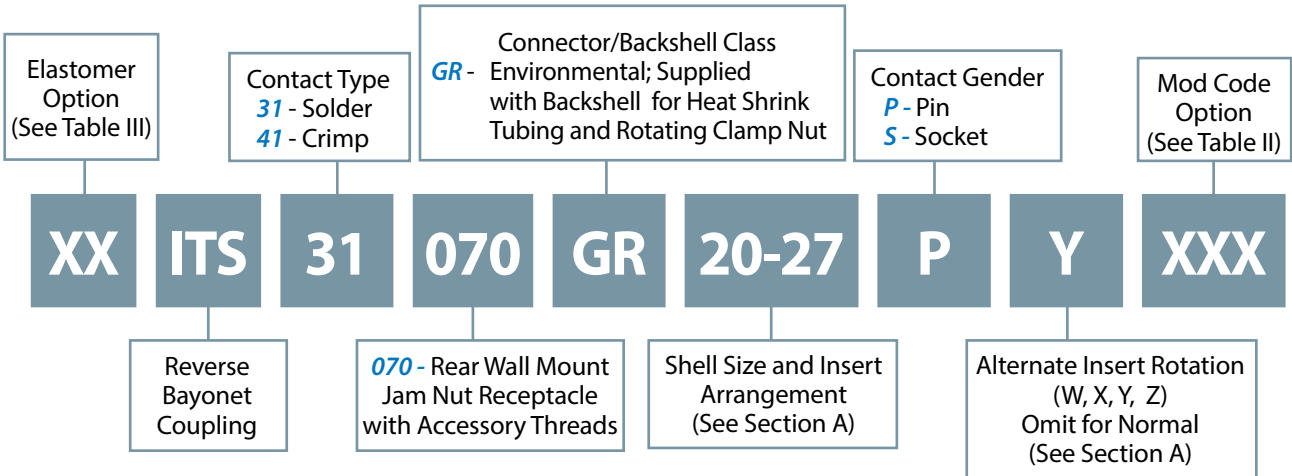 Elastomer
Option
(See Table III)
Contact Type
31 - Solder
41 - Crimp
Connector/Backshell Class
GR - Environmental; Supplied
with Backshell for Heat Shrink
Tubing and Rotating Clamp Nut
Contact Gender
P - Pin
S - Socket
Mod Code
Option
(See Table II)
XX ITS 31 070 GR 20-27 P Y XXX
Reverse
Bayonet
Coupling
070 - Rear Wall Mount
Jam Nut Receptacle
with Accessory Threads
Shell Size and Insert
Arrangement
(See Section A)
Alternate Insert Rotation
(W, X, Y, Z)
Omit for Normal
(See Section A)